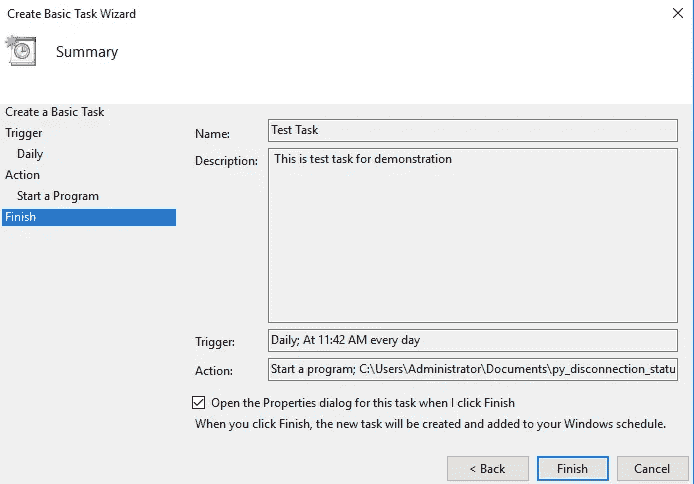 Create Basic Task Wizard
Summary
Create a Basic Task
Trigger
Daily
Action
Start a Program
Finish
Name:
Test Task
Description:
This is test task for demonstration
Trigger:
Daily; At 11:42 AM every day
Action:
Start a program; C:\Users\Administrator\Documents\py_disconnection_statu
Open the Properties dialog for this task when I click Finish
When you click Finish, the new task will be created and added to your Windows schedule.
< Back
Finish
Cancel